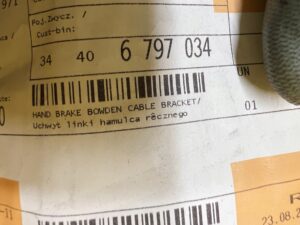 Poj.Zwycz. /
Cust-bin:
34 40 6 797 034
UN
HAND BRAKE BOWDEN CABLE BRACKET/
Uchwyt linki hamulca ręcznego
01
23.08.2